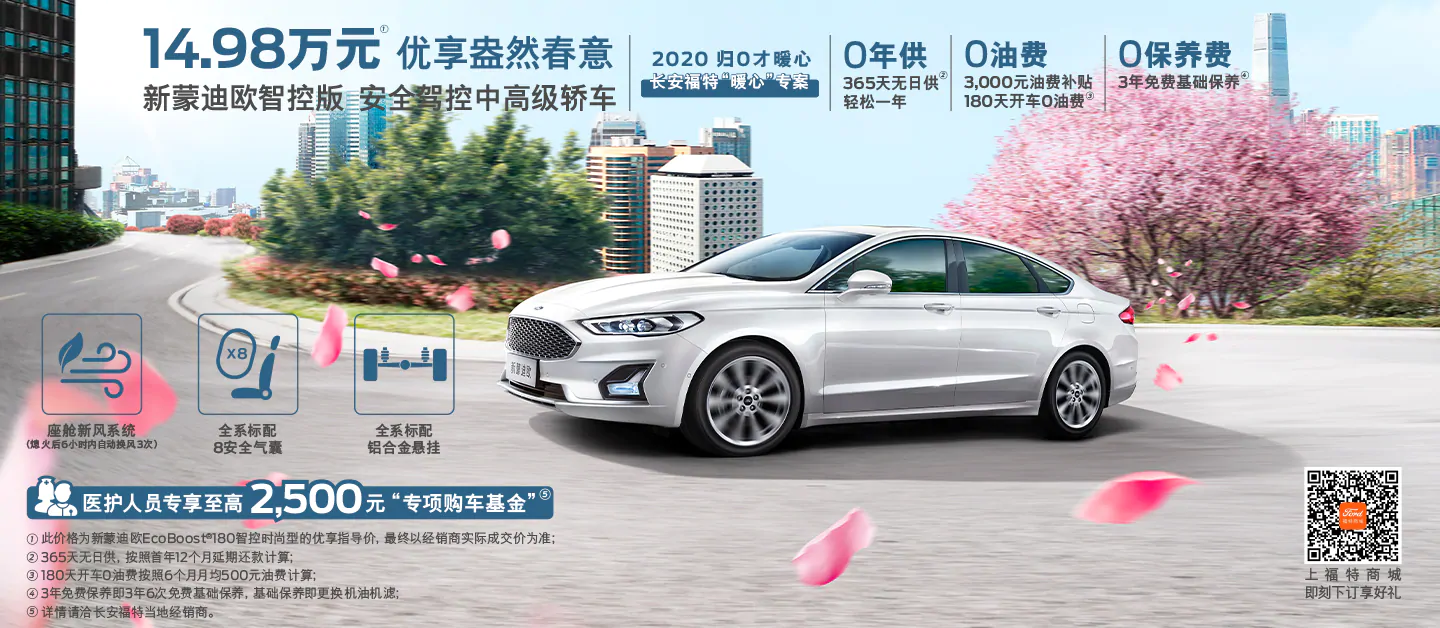 14.98万元① 优享盎然春意
新蒙迪欧智控版 安全驾控中高级轿车
2020 归0才暖心
长安福特“暖心”专案
0年供
365天无日供②
轻松一年
0油费
3,000元油费补贴
180天开车0油费③
0保养费
3年免费基础保养④
新蒙迪欧
X8
座舱新风系统
(熄火后6小时内自动换风3次)
全系标配
8安全气囊
全系标配
铝合金悬挂
医护人员专享至高2,500元“专项购车基金”⑤
① 此价格为新蒙迪欧EcoBoost®180智控时尚型的优享指导价, 最终以经销商实际成交价为准;
② 365天无日供, 按照首年12个月延期还款计算;
③ 180天开车0油费按照6个月月均500元油费计算;
④ 3年免费保养即3年6次免费基础保养, 基础保养即更换机油机滤;
⑤ 详情请洽长安福特当地经销商。
Ford
福特商城
上福特商城
即刻下订享好礼